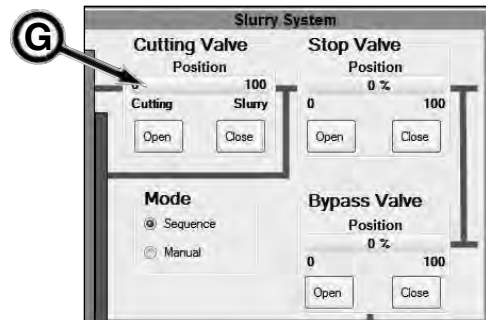 G
Slurry System
Cutting Valve
Position
0 100
Cutting Slurry
Open Close
Stop Valve
Position
0 %
0 100
Open Close
Mode
Sequence
Manual
Bypass Valve
Position
0 %
0 100
Open Close